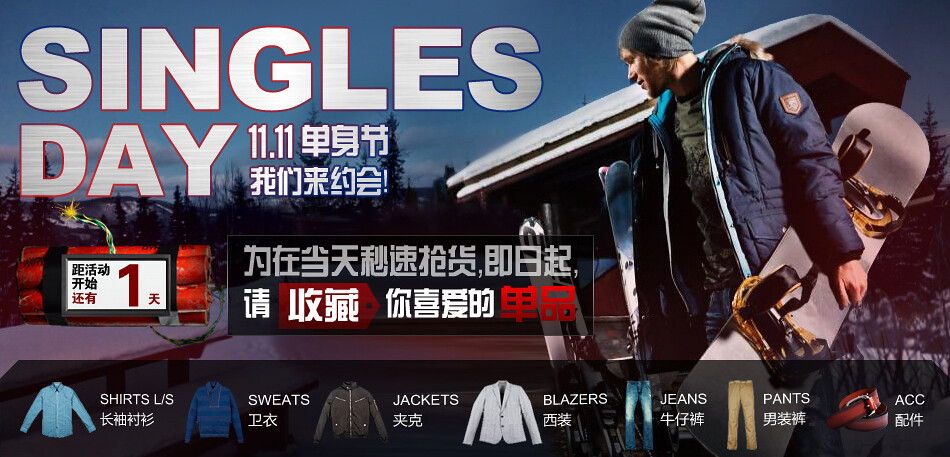 SINGLES
DAY
11.11 单身节
我们来约会!
距活动
开始
还有 1 天
为在当天秒速抢货,即日起,
请 收藏 你喜爱的 单品
SHIRTS L/S
长袖衬衫
SWEATS
卫衣
JACKETS
夹克
BLAZERS
西装
JEANS
牛仔裤
PANTS
男装裤
ACC
配件